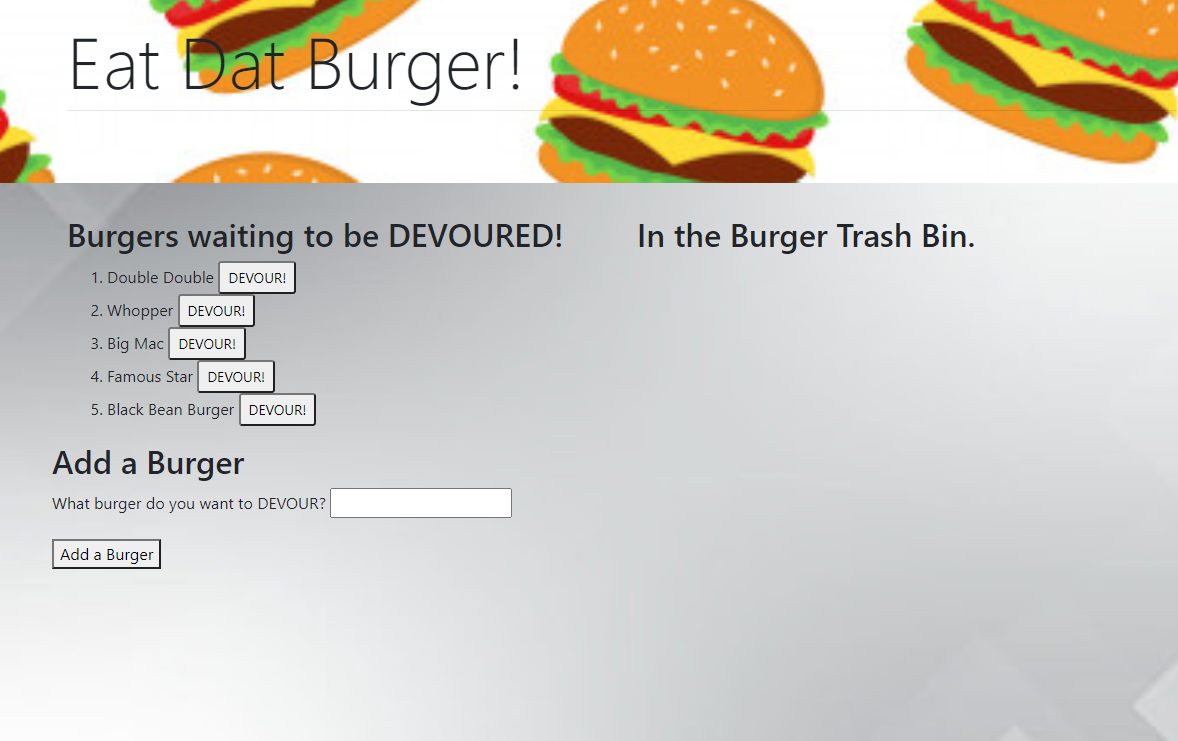 Eat Dat Burger!
Burgers waiting to be DEVOURED!
1. Double Double DEVOUR!
2. Whopper DEVOUR!
3. Big Mac DEVOUR!
4. Famous Star DEVOUR!
5. Black Bean Burger DEVOUR!
In the Burger Trash Bin.
Add a Burger
What burger do you want to DEVOUR?
Add a Burger